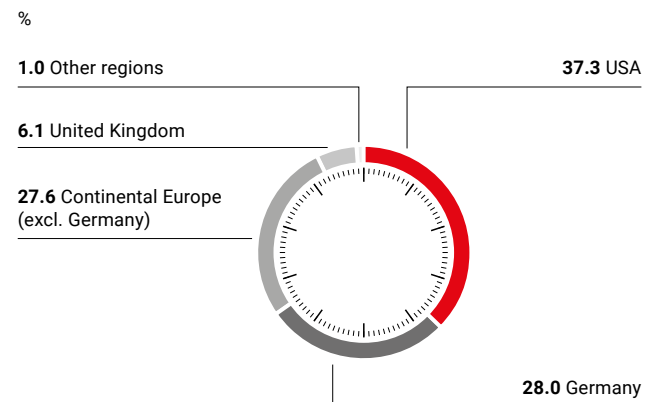 %
1.0 Other regions
37.3 USA
6.1 United Kingdom
27.6 Continental Europe
(excl. Germany)
28.0 Germany